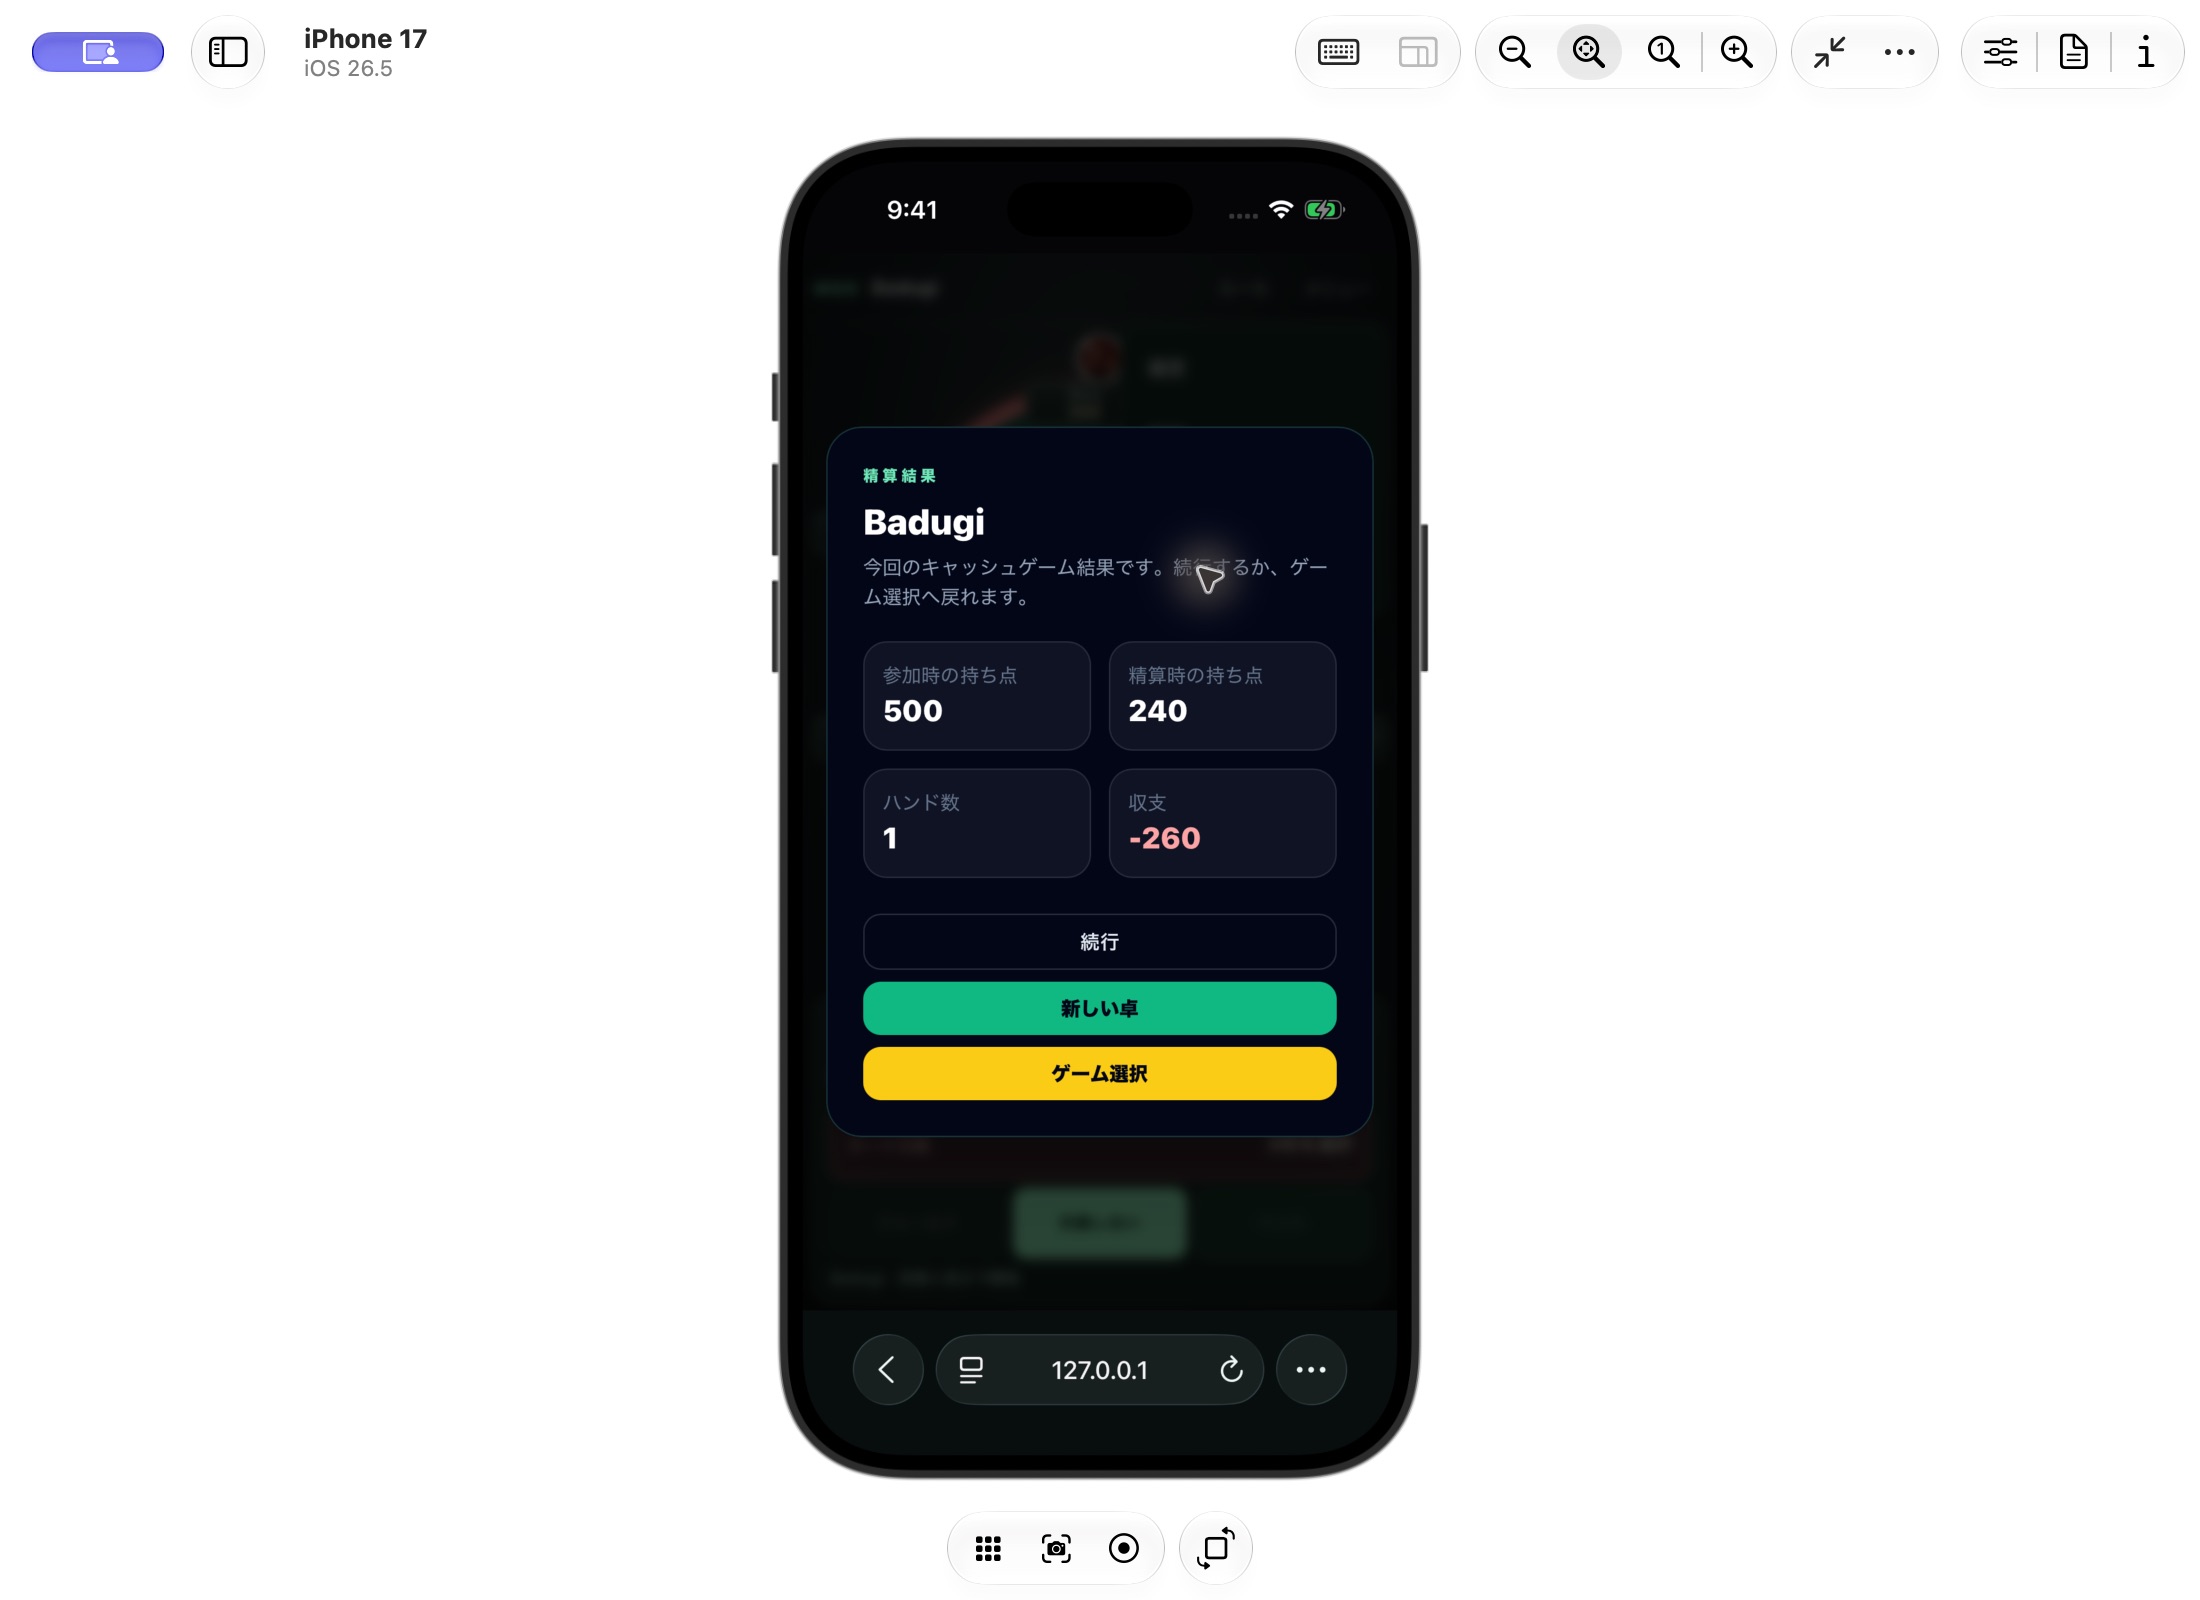 iPhone 17
iOS 26.5
9:41
精算結果
Badugi
今回のキャッシュゲーム結果です。続行するか、ゲー
ム選択へ戻れます。
参加時の持ち点
500
精算時の持ち点
240
ハンド数
1
収支
-260
続行
新しい卓
ゲーム選択
127.0.0.1